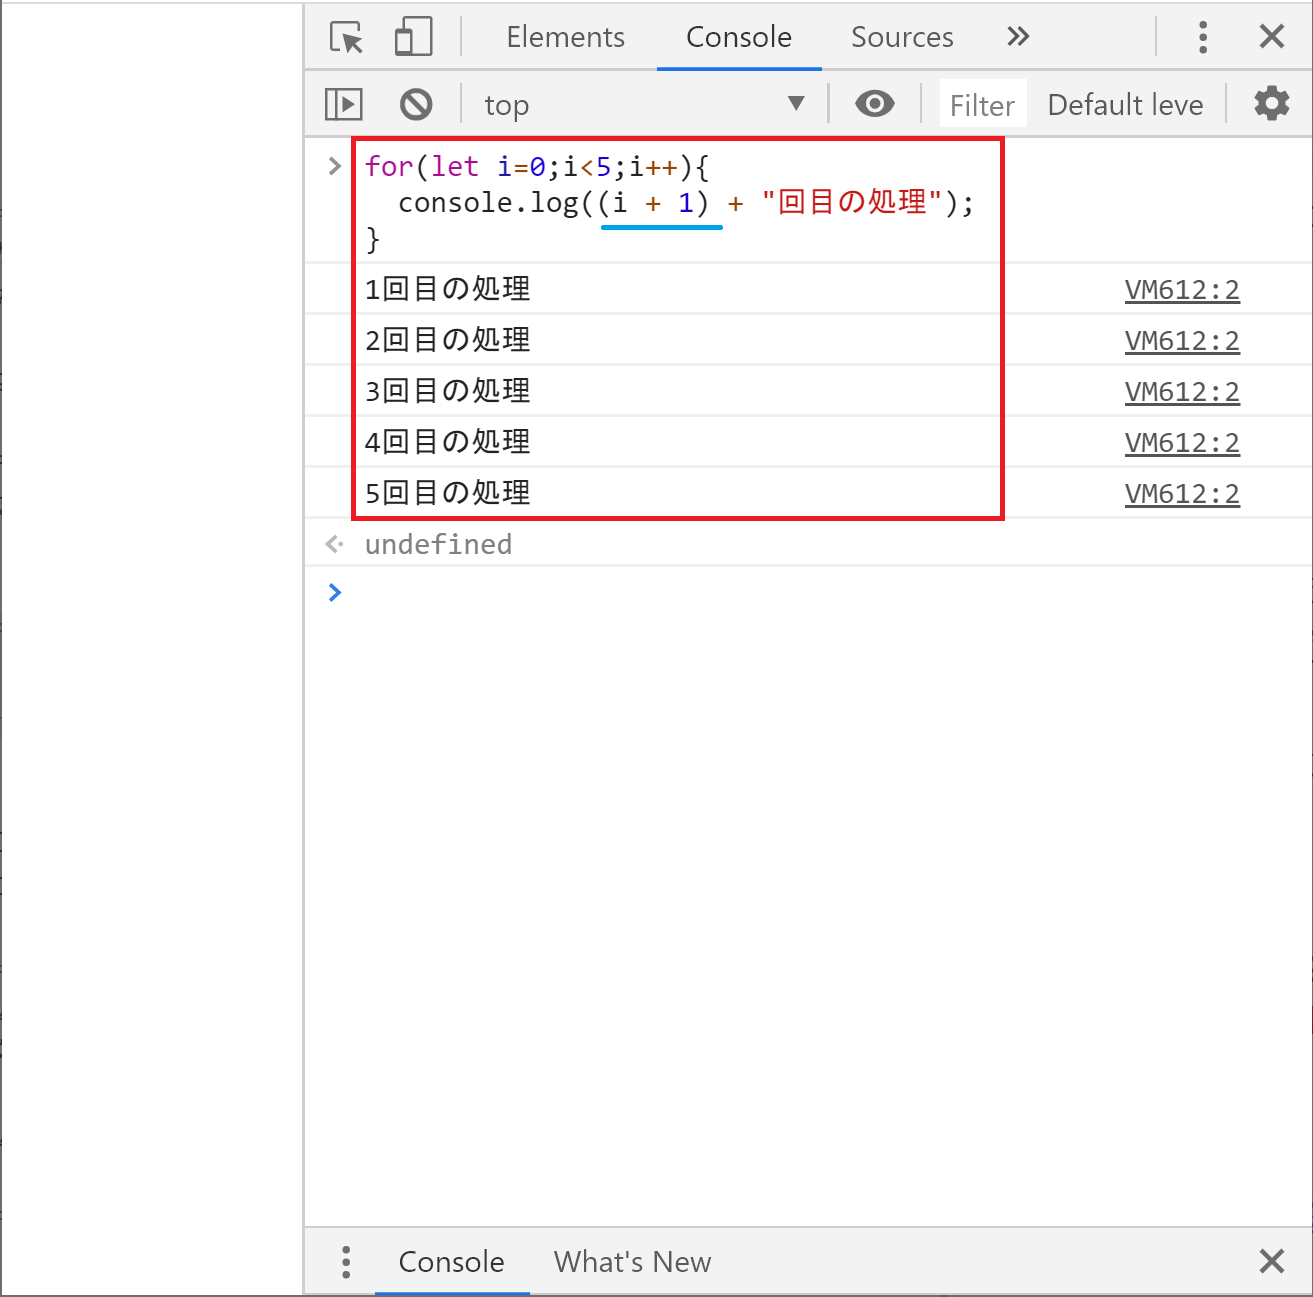 Elements Console Sources
top Filter Default leve
for(let i=0;i<5;i++){
  console.log((i + 1) + "回目の処理");
}
1回目の処理 VM612:2
2回目の処理 VM612:2
3回目の処理 VM612:2
4回目の処理 VM612:2
5回目の処理 VM612:2
undefined
Console What's New